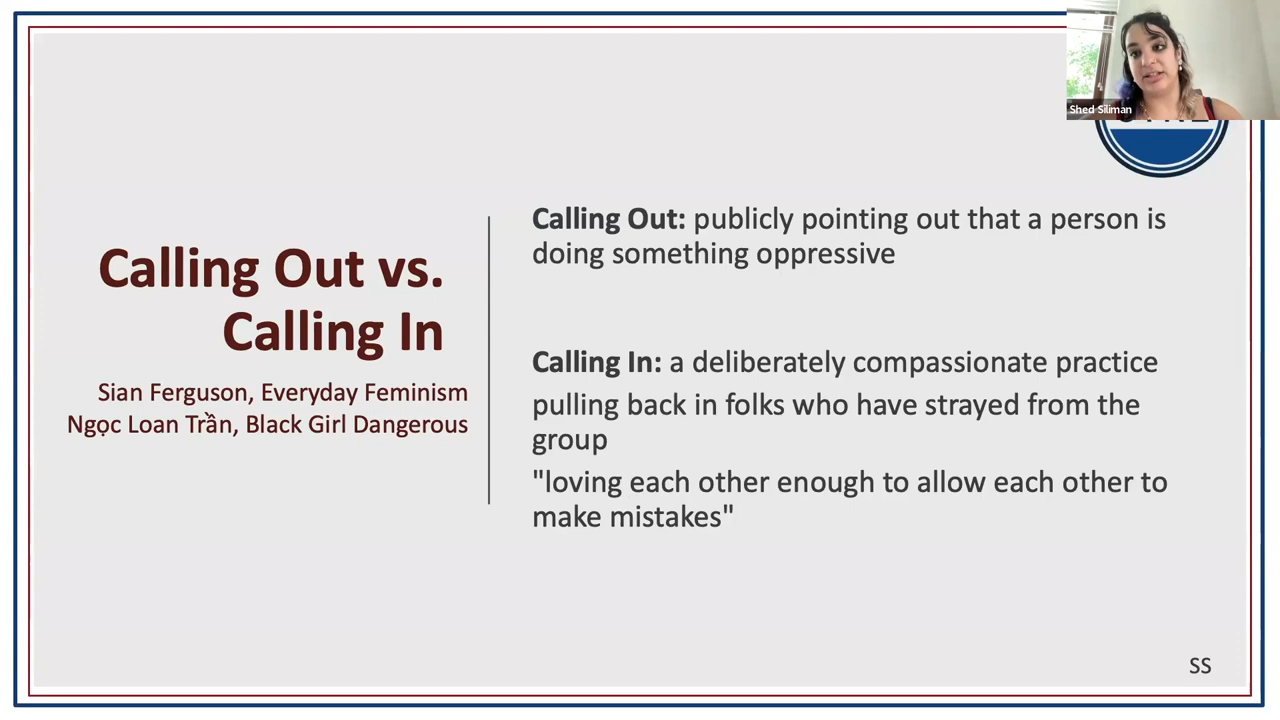 Shed Siliman
Calling Out vs.
Calling In
Sian Ferguson, Everyday Feminism
Ngọc Loan Trần, Black Girl Dangerous
Calling Out: publicly pointing out that a person is
doing something oppressive
Calling In: a deliberately compassionate practice
pulling back in folks who have strayed from the
group
"loving each other enough to allow each other to
make mistakes"
SS